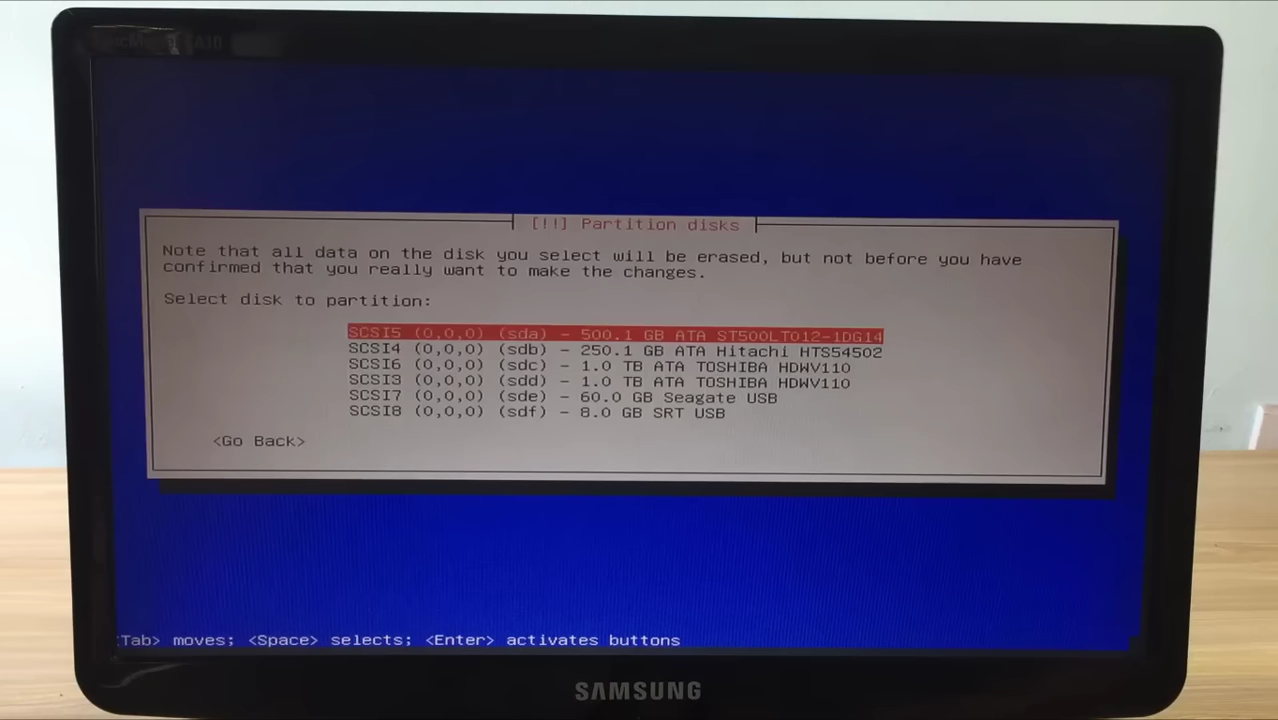 [!!] Partition disks
Note that all data on the disk you select will be erased, but not before you have
confirmed that you really want to make the changes.
Select disk to partition:
SCSI5 (0,0,0) (sda) - 500.1 GB ATA ST500LT012-1DG14
SCSI4 (0,0,0) (sdb) - 250.1 GB ATA Hitachi HTS54502
SCSI6 (0,0,0) (sdc) - 1.0 TB ATA TOSHIBA HDWV110
SCSI3 (0,0,0) (sdd) - 1.0 TB ATA TOSHIBA HDWV110
SCSI7 (0,0,0) (sde) - 60.0 GB Seagate USB
SCSI8 (0,0,0) (sdf) - 8.0 GB SRT USB
<Go Back>
<Tab> moves; <Space> selects; <Enter> activates buttons
SAMSUNG